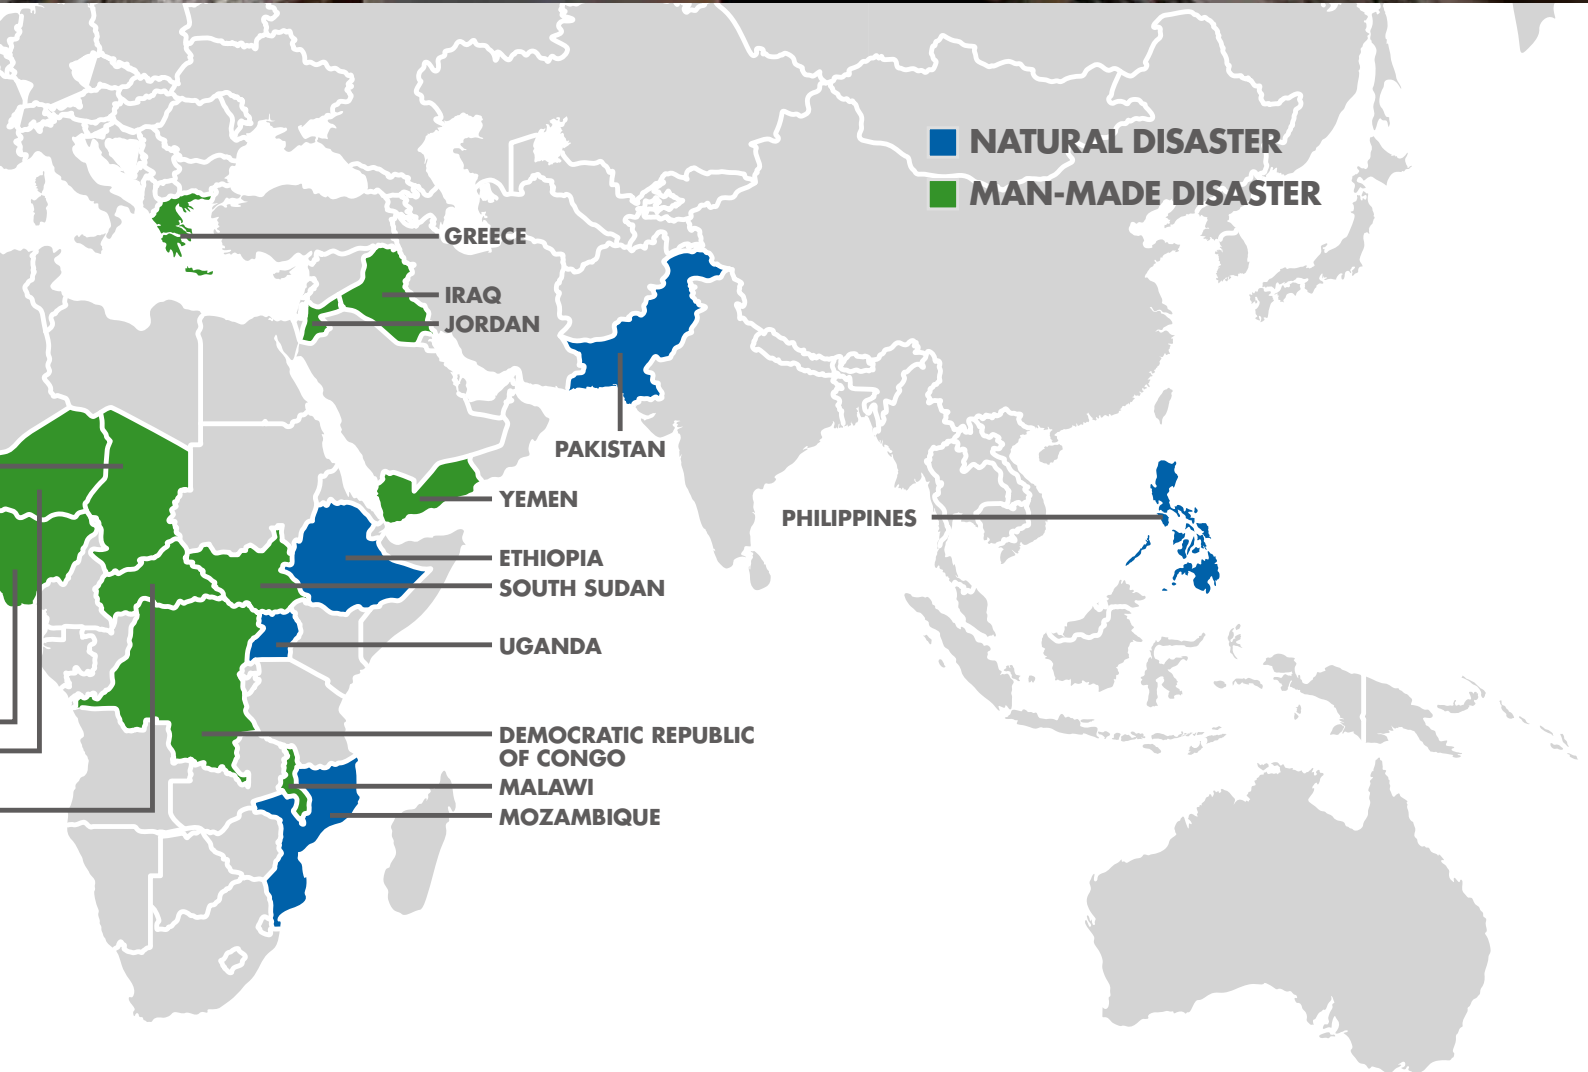 NATURAL DISASTER
MAN-MADE DISASTER
GREECE
IRAQ
JORDAN
PAKISTAN
YEMEN
PHILIPPINES
ETHIOPIA
SOUTH SUDAN
UGANDA
DEMOCRATIC REPUBLIC
OF CONGO
MALAWI
MOZAMBIQUE